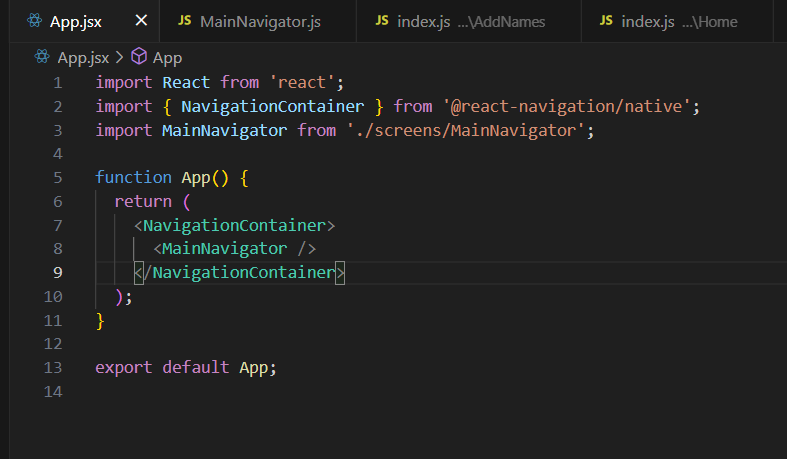 App.jsx × JS MainNavigator.js JS index.js ...\AddNames JS index.js ...\Home
App.jsx > App
1 import React from 'react';
2 import { NavigationContainer } from '@react-navigation/native';
3 import MainNavigator from './screens/MainNavigator';
4
5 function App() {
6   return (
7     <NavigationContainer>
8       <MainNavigator />
9     </NavigationContainer>
10   );
11 }
12
13 export default App;
14